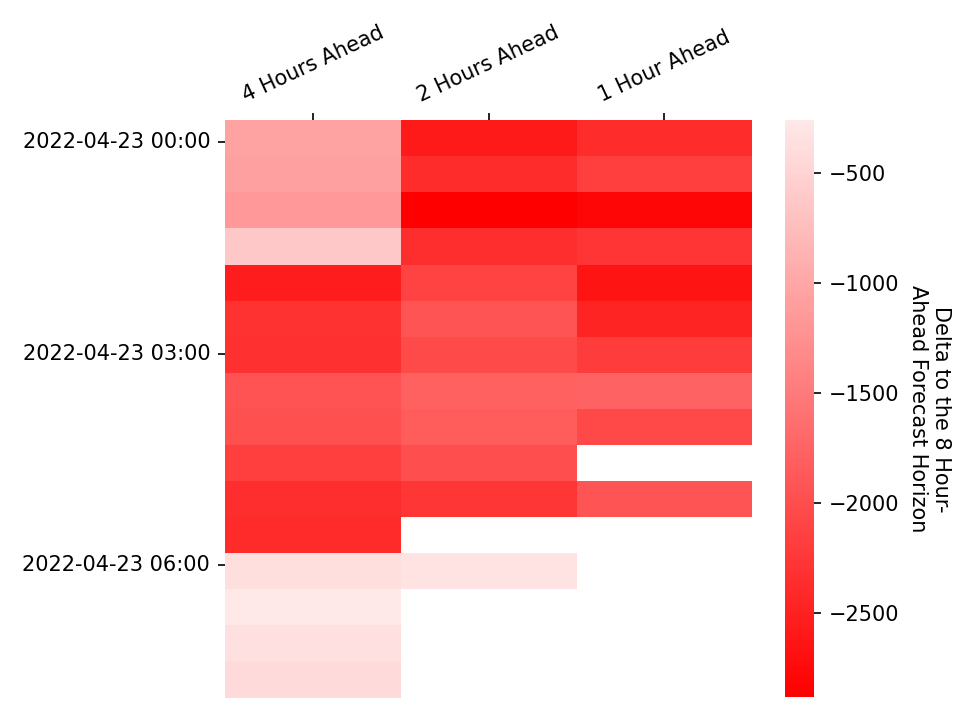 4 Hours Ahead
2 Hours Ahead
1 Hour Ahead
2022-04-23 00:00
2022-04-23 03:00
2022-04-23 06:00
−500
−1000
−1500
−2000
−2500
Delta to the 8 Hour-
Ahead Forecast Horizon